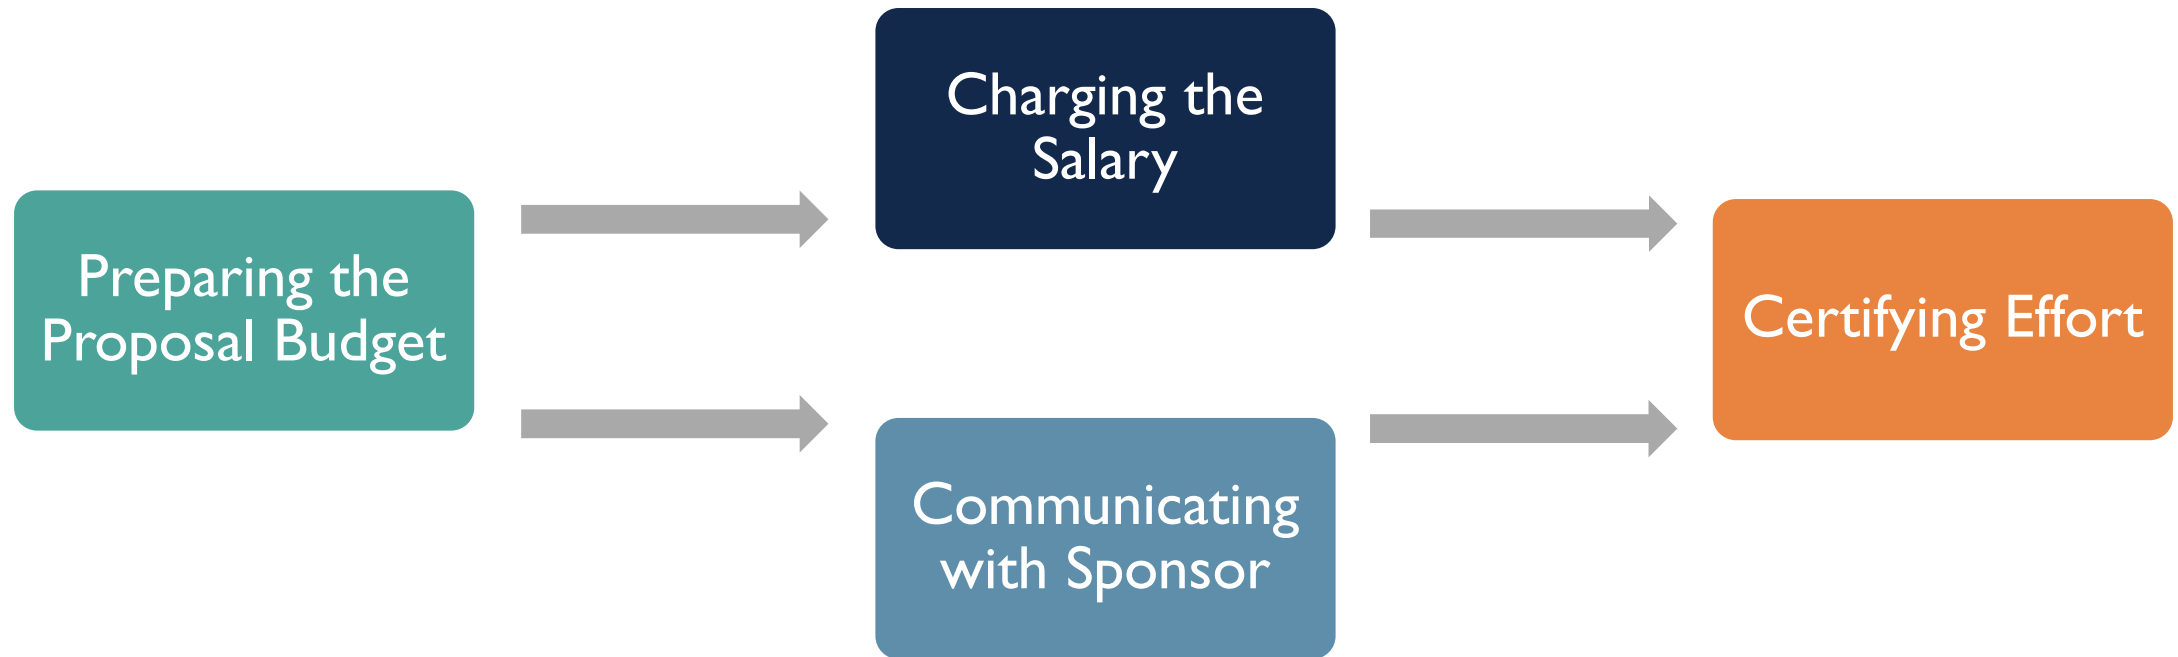 Preparing the
Proposal Budget
Charging the
Salary
Communicating
with Sponsor
Certifying Effort